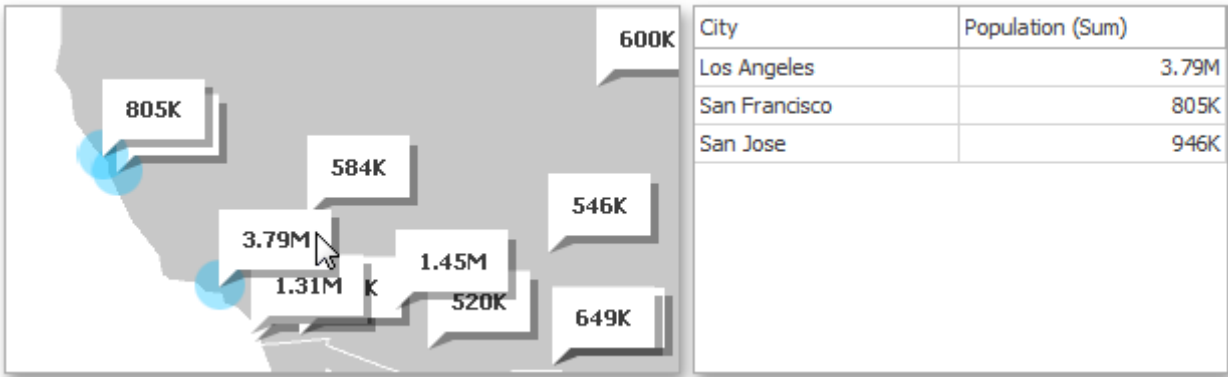 600K
805K
584K
546K
3.79M
1.45M
1.31M
K
520K
649K
City Population (Sum)
Los Angeles 3.79M
San Francisco 805K
San Jose 946K